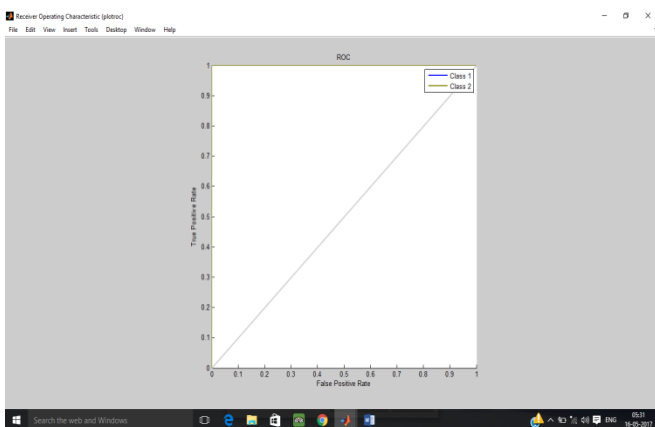 Receiver Operating Characteristic (plotroc)
File Edit View Insert Tools Desktop Window Help
ROC
Class 1
Class 2
1
0.9
0.8
0.7
0.6
0.5
0.4
0.3
0.2
0.1
0
True Positive Rate
0 0.1 0.2 0.3 0.4 0.5 0.6 0.7 0.8 0.9 1
False Positive Rate
Search the web and Windows
ENG
05:31
16-05-2017